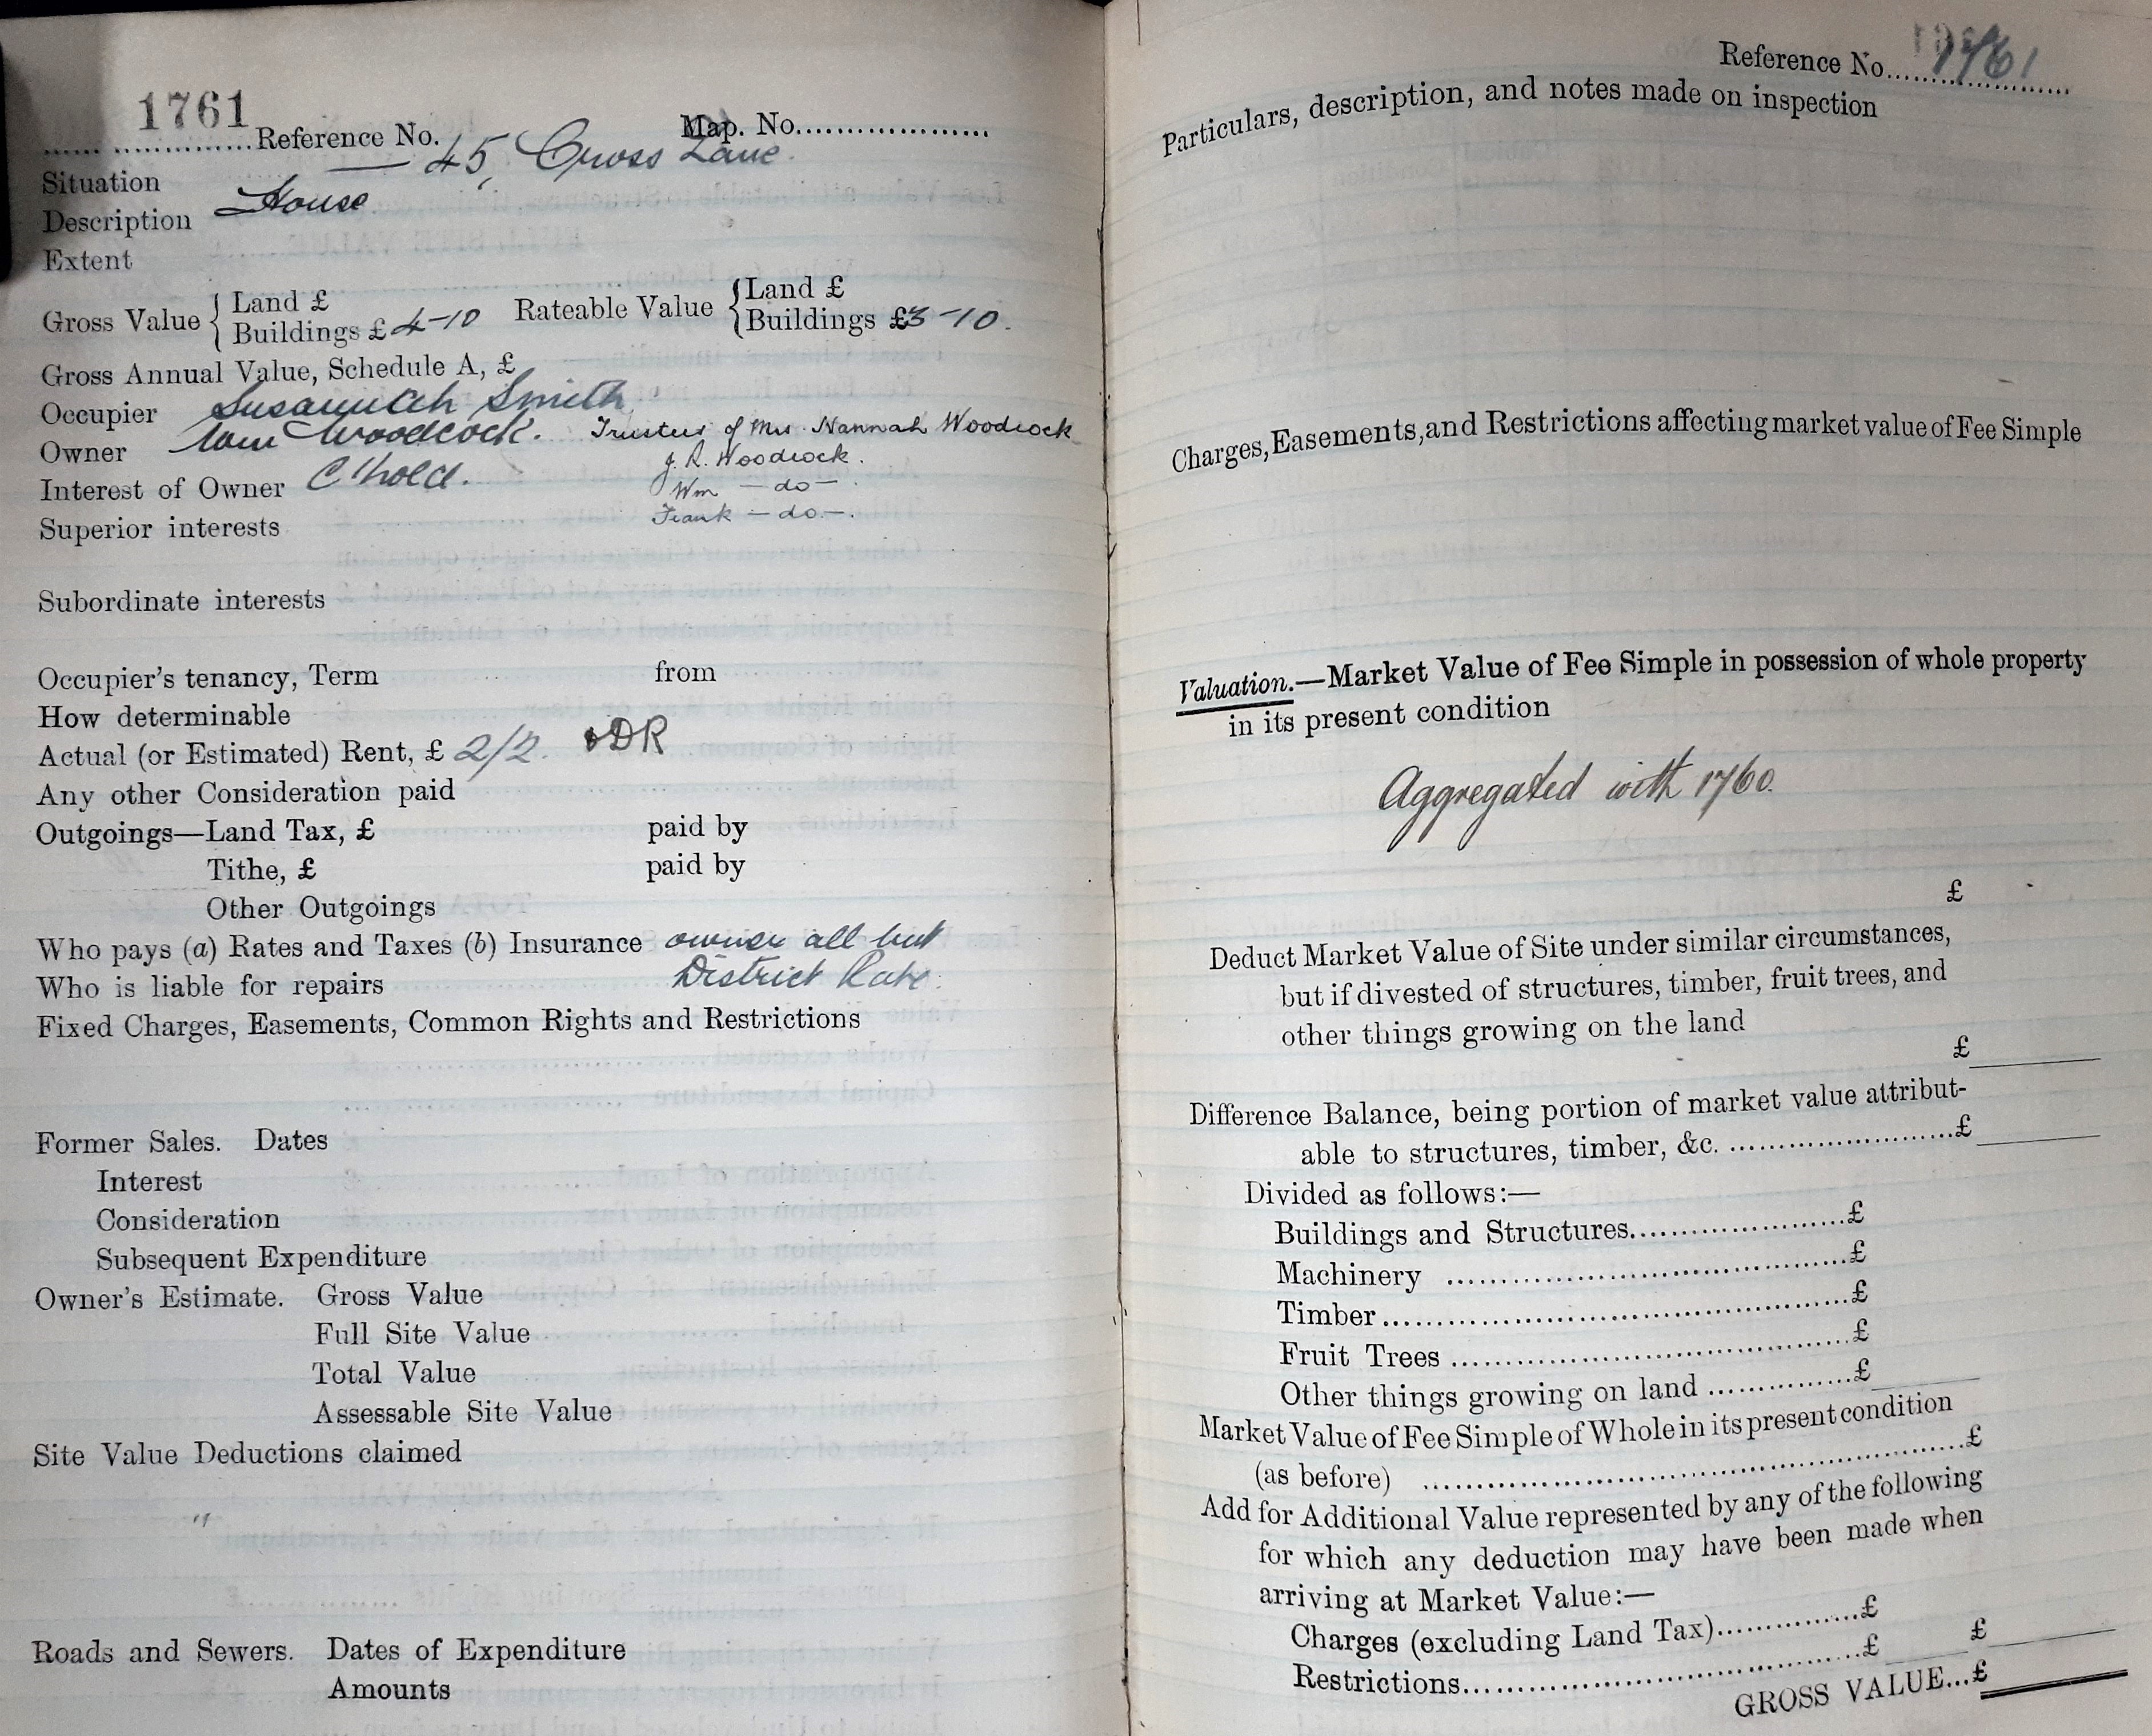 1761
Reference No. Map. No
Situation 45, Cross Lane.
Description House
Extent
Gross Value { Land £ Rateable Value { Land £
Buildings £ 4-10 Buildings £3-10.
Gross Annual Value, Schedule A, £
Occupier Susannah Smith
Owner Woodcock. Trustees of Mrs Hannah Woodcock
J. R. Woodcock.
Interest of Owner C'hold. Wm — do —.
Superior interests Frank — do —.
Subordinate interests
Occupier's tenancy, Term from
How determinable
Actual (or Estimated) Rent, £ 2/2. DR
Any other Consideration paid
Outgoings—Land Tax, £ paid by
Tithe, £ paid by
Other Outgoings
Who pays (a) Rates and Taxes (b) Insurance owner all but
Who is liable for repairs District Rate.
Fixed Charges, Easements, Common Rights and Restrictions
Former Sales. Dates
Interest
Consideration
Subsequent Expenditure
Owner's Estimate. Gross Value
Full Site Value
Total Value
Assessable Site Value
Site Value Deductions claimed
Roads and Sewers. Dates of Expenditure
Amounts
Reference No. 1761
Particulars, description, and notes made on inspection
Charges, Easements, and Restrictions affecting market value of Fee Simple
Valuation.—Market Value of Fee Simple in possession of whole property
in its present condition
Aggregated with 1760.
£
Deduct Market Value of Site under similar circumstances,
but if divested of structures, timber, fruit trees, and
other things growing on the land
£
Difference Balance, being portion of market value attribut-
able to structures, timber, &c. £
Divided as follows:—
Buildings and Structures £
Machinery £
Timber £
Fruit Trees £
Other things growing on land £
Market Value of Fee Simple of Whole in its present condition
(as before) £
Add for Additional Value represented by any of the following
for which any deduction may have been made when
arriving at Market Value:—
Charges (excluding Land Tax) £
Restrictions £ £
GROSS VALUE...£